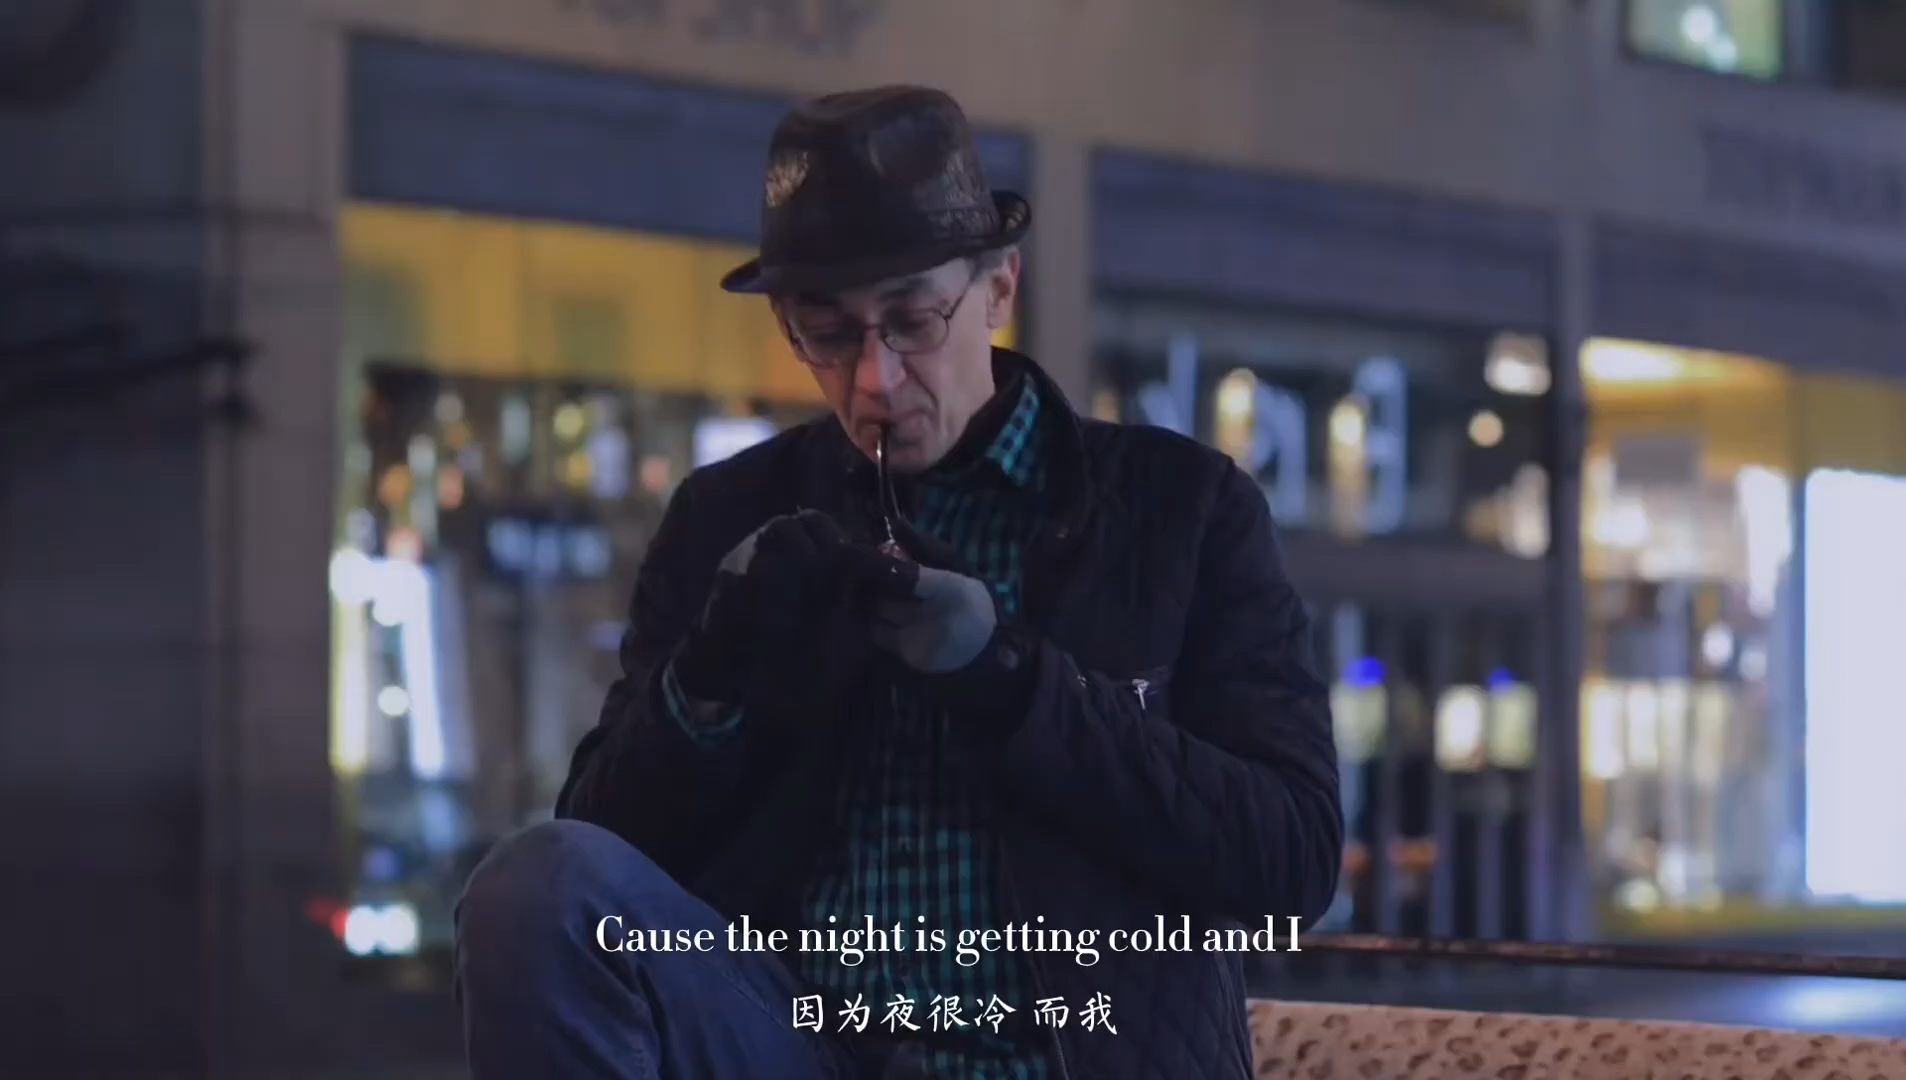 Cause the night is getting cold and I
因为夜很冷 而我